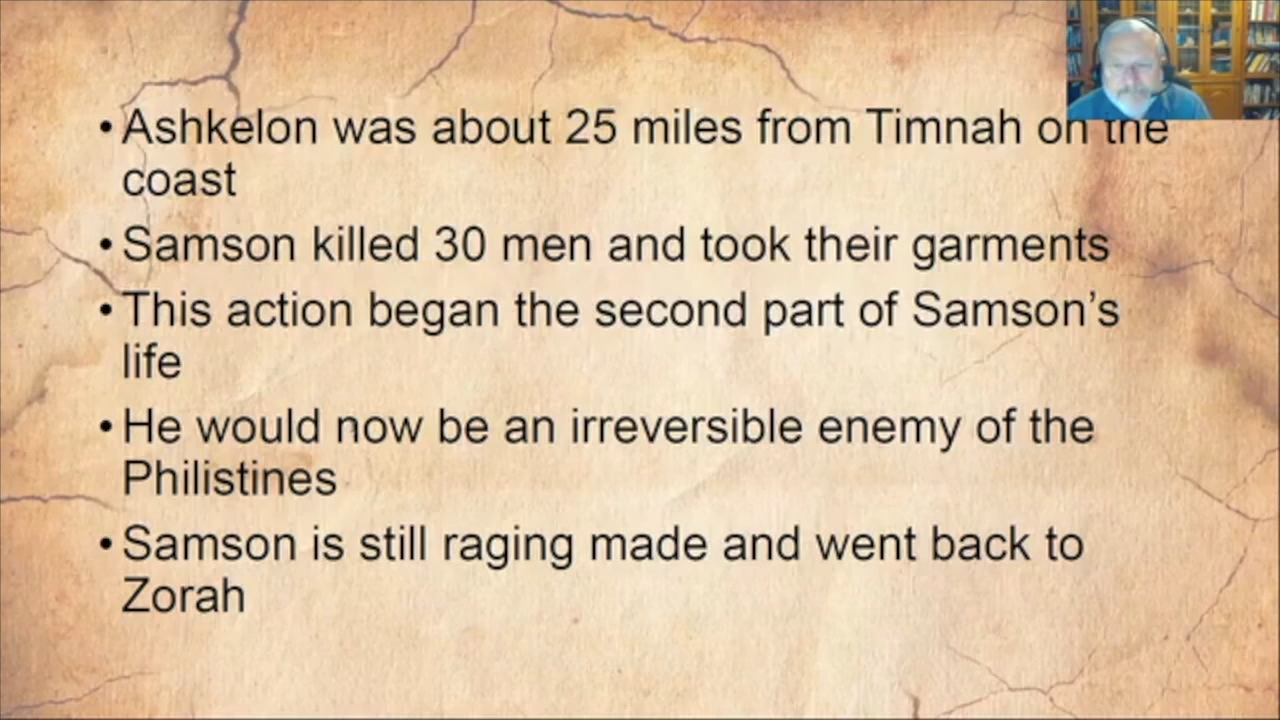 • Ashkelon was about 25 miles from Timnah on the
coast
• Samson killed 30 men and took their garments
• This action began the second part of Samson’s
life
• He would now be an irreversible enemy of the
Philistines
• Samson is still raging made and went back to
Zorah